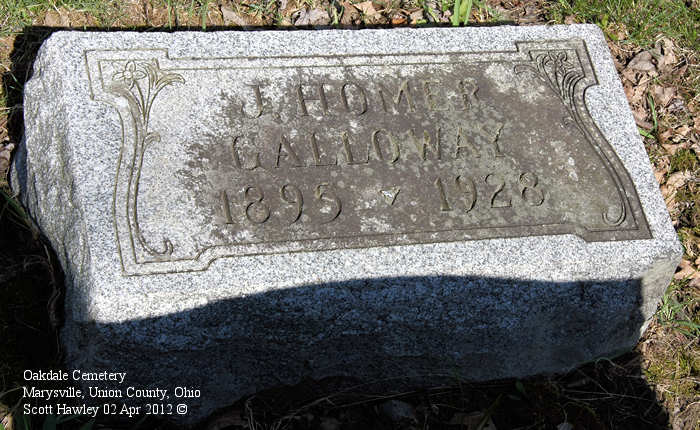 J. HOMER
GALLOWAY
1895 - 1928
Oakdale Cemetery
Marysville, Union County, Ohio
Scott Hawley 02 Apr 2012 ©